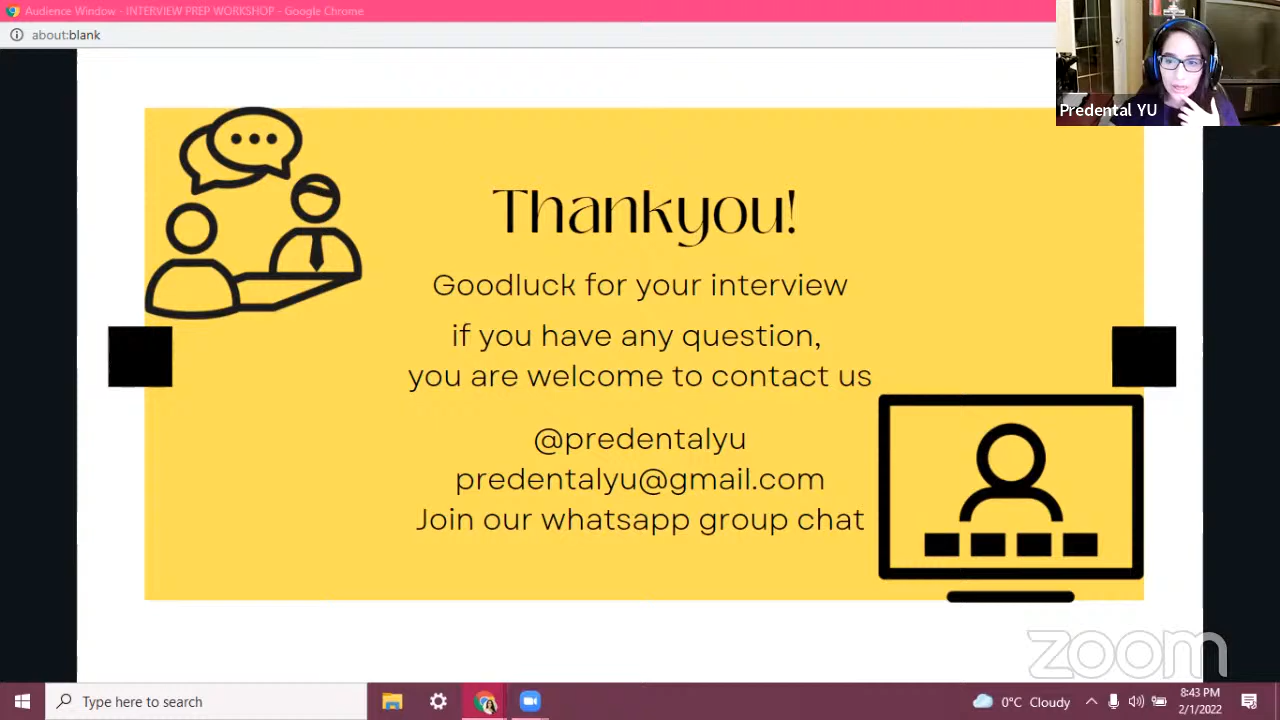 Audience Window - INTERVIEW PREP WORKSHOP - Google Chrome
about:blank
Predental YU
Thankyou!
Goodluck for your interview
if you have any question,
you are welcome to contact us
@predentalyu
predentalyu@gmail.com
Join our whatsapp group chat
zoom
Type here to search
0°C Cloudy
8:43 PM
2/1/2022